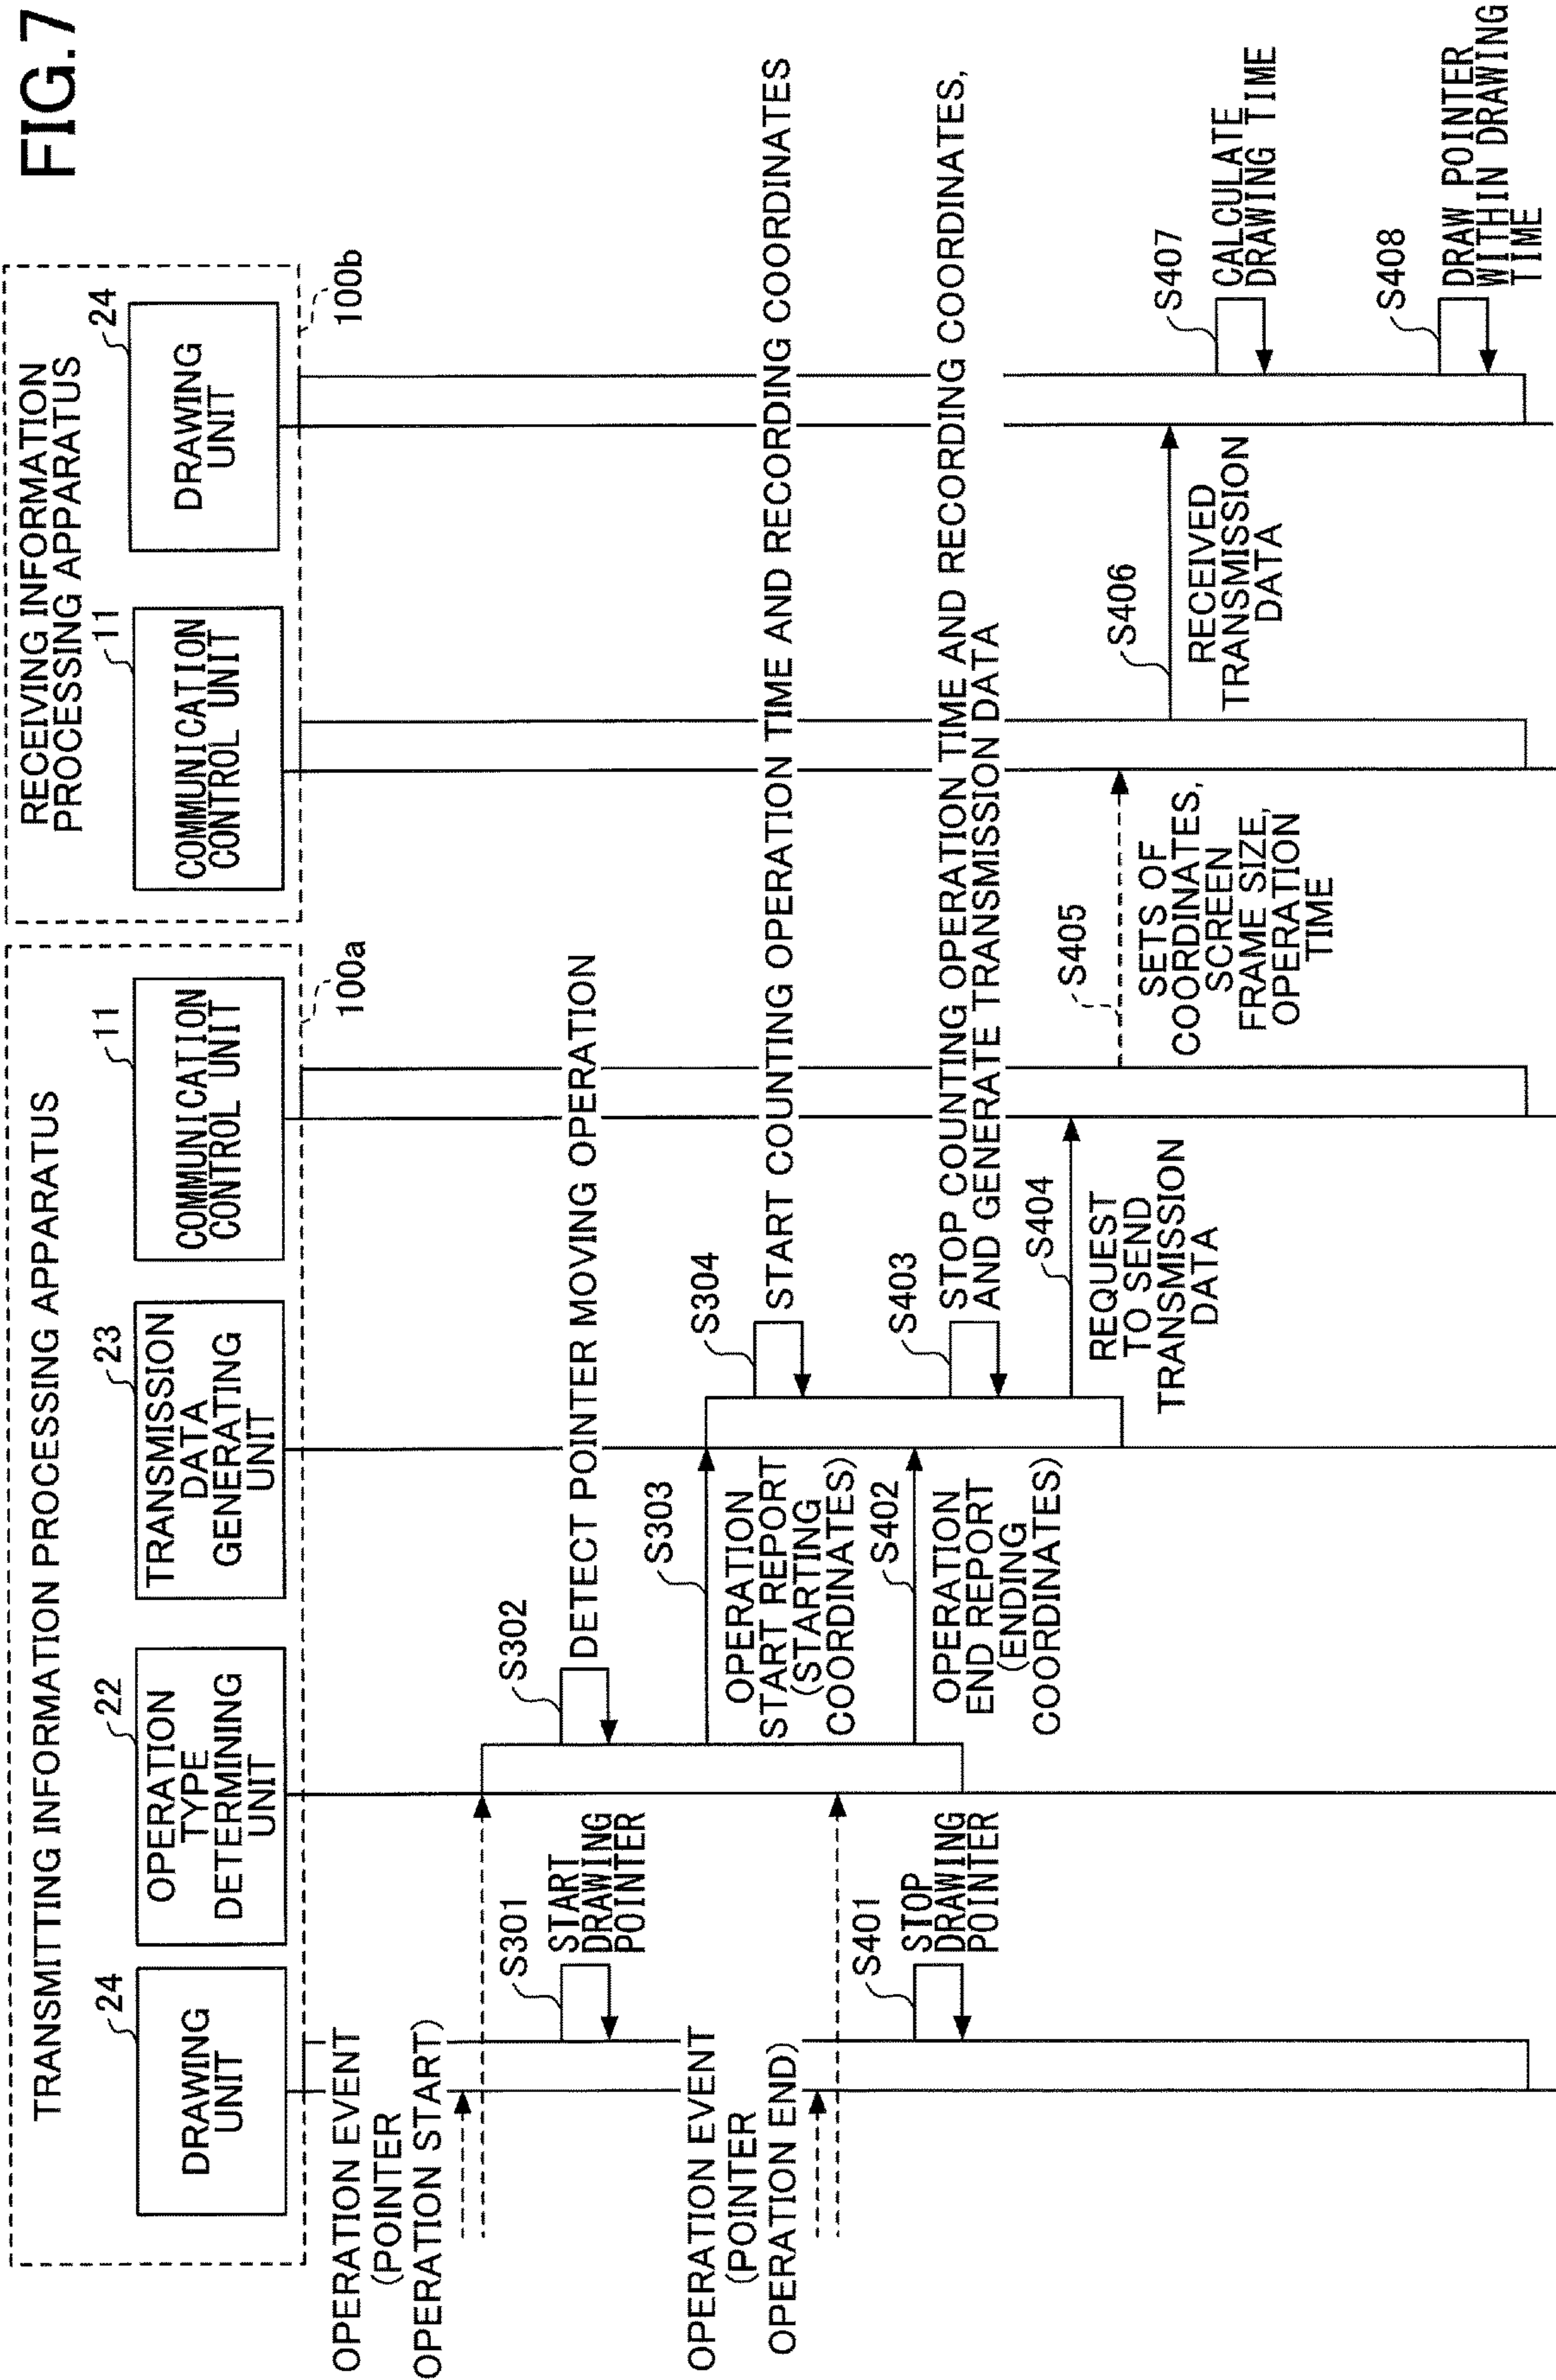 FIG.7
TRANSMITTING INFORMATION PROCESSING APPARATUS
RECEIVING INFORMATION
PROCESSING APPARATUS
24
DRAWING
UNIT
22
OPERATION
TYPE
DETERMINING
UNIT
23
TRANSMISSION
DATA
GENERATING
UNIT
11
COMMUNICATION
CONTROL UNIT
100a
11
COMMUNICATION
CONTROL UNIT
24
DRAWING
UNIT
100b
OPERATION EVENT
(POINTER
OPERATION START)
S301
START
DRAWING
POINTER
S302
DETECT POINTER MOVING OPERATION
S303
OPERATION
START REPORT
(STARTING
COORDINATES)
S304
START COUNTING OPERATION TIME AND RECORDING COORDINATES
OPERATION EVENT
(POINTER
OPERATION END)
S401
STOP
DRAWING
POINTER
S402
OPERATION
END REPORT
(ENDING
COORDINATES)
S403
STOP COUNTING OPERATION TIME AND RECORDING COORDINATES,
AND GENERATE TRANSMISSION DATA
S404
REQUEST
TO SEND
TRANSMISSION
DATA
S405
SETS OF
COORDINATES,
SCREEN
FRAME SIZE,
OPERATION
TIME
S406
RECEIVED
TRANSMISSION
DATA
S407
CALCULATE
DRAWING TIME
S408
DRAW POINTER
WITHIN DRAWING
TIME